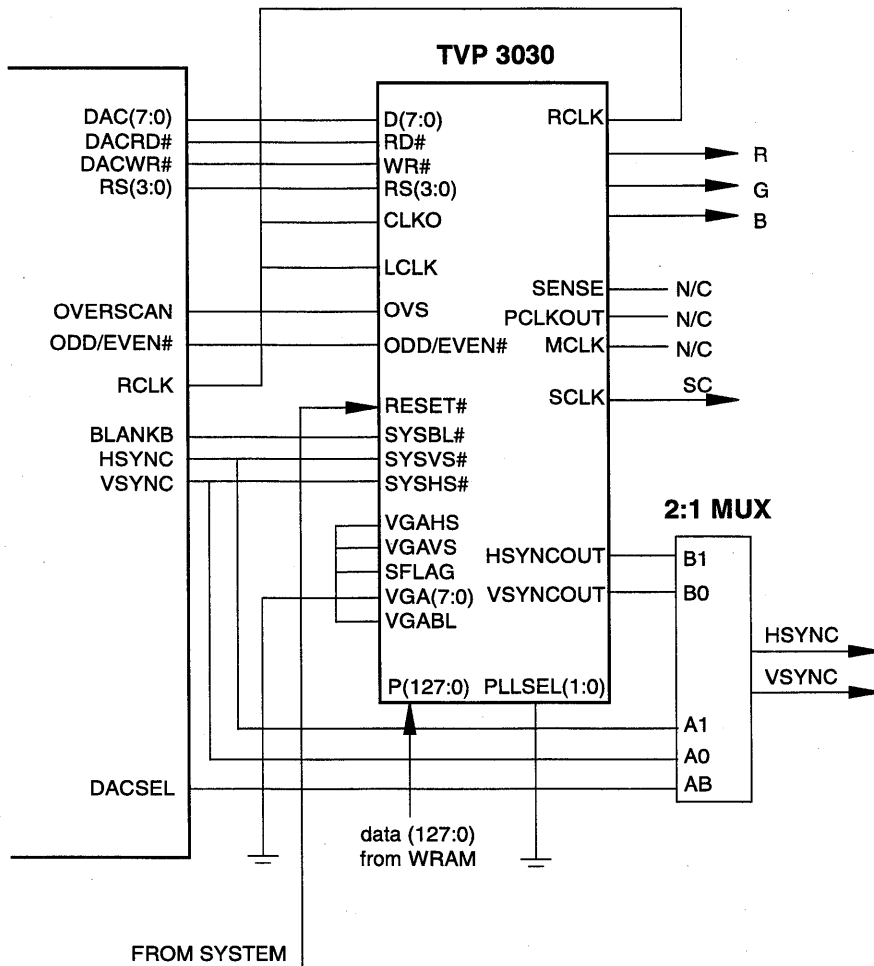 TVP 3030
DAC(7:0)
DACRD#
DACWR#
RS(3:0)
OVERSCAN
ODD/EVEN#
RCLK
BLANKB
HSYNC
VSYNC
DACSEL
D(7:0)
RD#
WR#
RS(3:0)
CLKO
LCLK
OVS
ODD/EVEN#
RESET#
SYSBL#
SYSVS#
SYSHS#
VGAHS
VGAVS
SFLAG
VGA(7:0)
VGABL
P(127:0)
PLLSEL(1:0)
RCLK
SENSE
PCLKOUT
MCLK
SCLK
HSYNCOUT
VSYNCOUT
R
G
B
N/C
N/C
N/C
SC
2:1 MUX
B1
B0
A1
A0
AB
HSYNC
VSYNC
data (127:0)
from WRAM
FROM SYSTEM